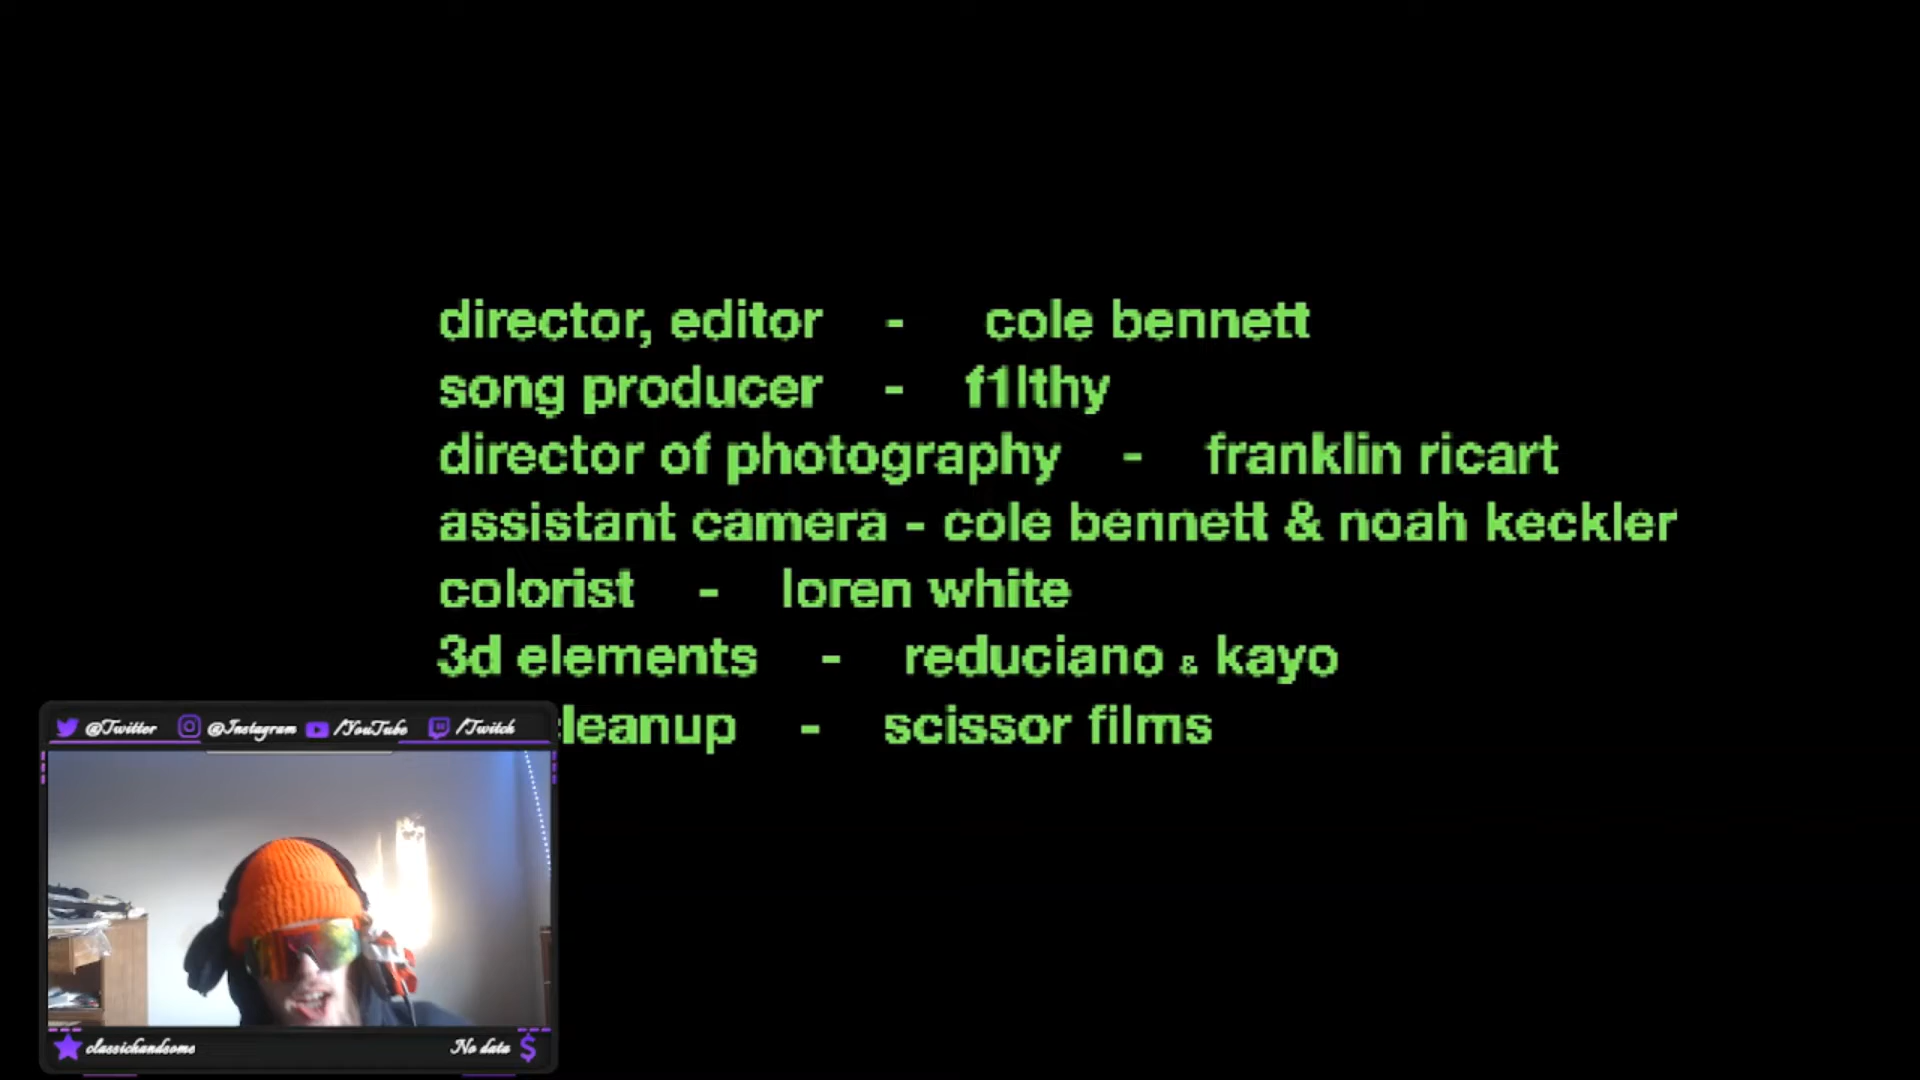 director, editor - cole bennett
song producer - f1lthy
director of photography - franklin ricart
assistant camera - cole bennett & noah keckler
colorist - loren white
3d elements - reduciano & kayo
cleanup - scissor films
@Twitter @Instagram /YouTube /Twitch
classichandsome No data $